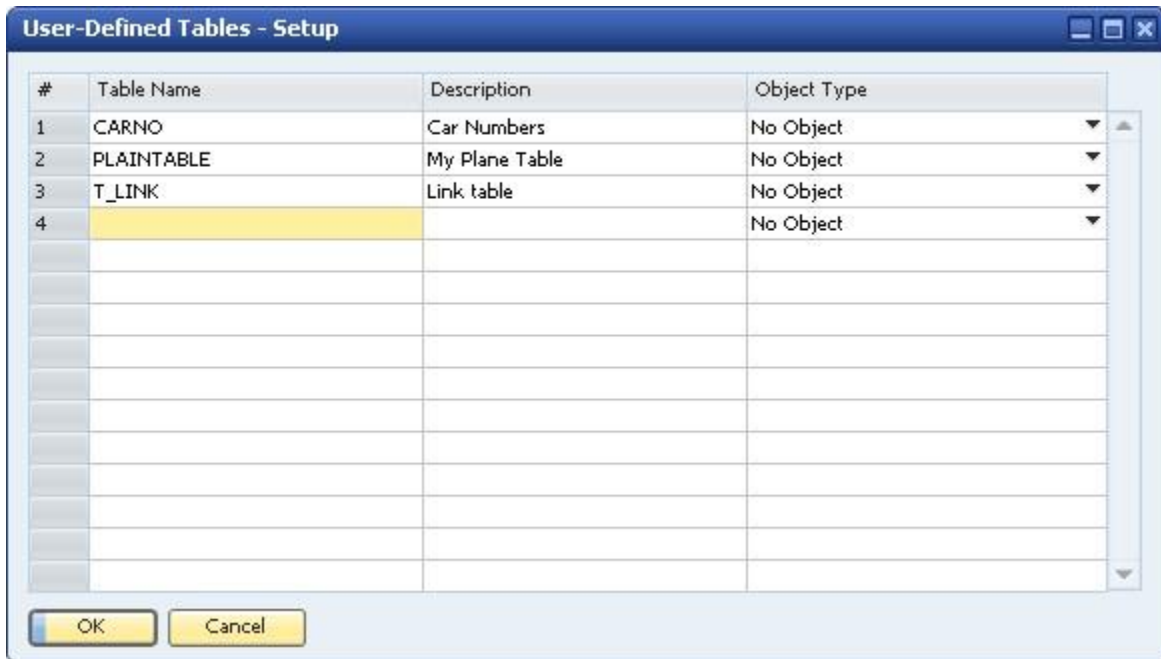 User-Defined Tables - Setup
# Table Name Description Object Type
1 CARNO Car Numbers No Object
2 PLAINTABLE My Plane Table No Object
3 T_LINK Link table No Object
4 No Object
OK Cancel